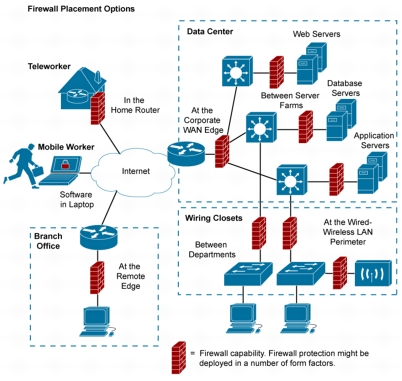 Firewall Placement Options
Data Center
Web Servers
Teleworker
In the
Home Router
Database
Servers
Between Server
Farms
At the
Corporate
WAN Edge
Application
Servers
Mobile Worker
Internet
Software
in Laptop
Wiring Closets
At the Wired-
Wireless LAN
Perimeter
Branch
Office
Between
Departments
At the
Remote
Edge
= Firewall capability. Firewall protection might be
deployed in a number of form factors.